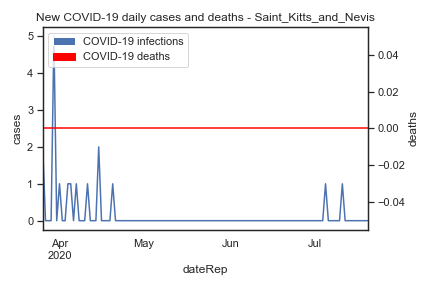 New COVID-19 daily cases and deaths - Saint_Kitts_and_Nevis
COVID-19 infections
COVID-19 deaths
cases
5
4
3
2
1
0
deaths
0.04
0.02
0.00
−0.02
−0.04
Apr
2020
May
Jun
Jul
dateRep